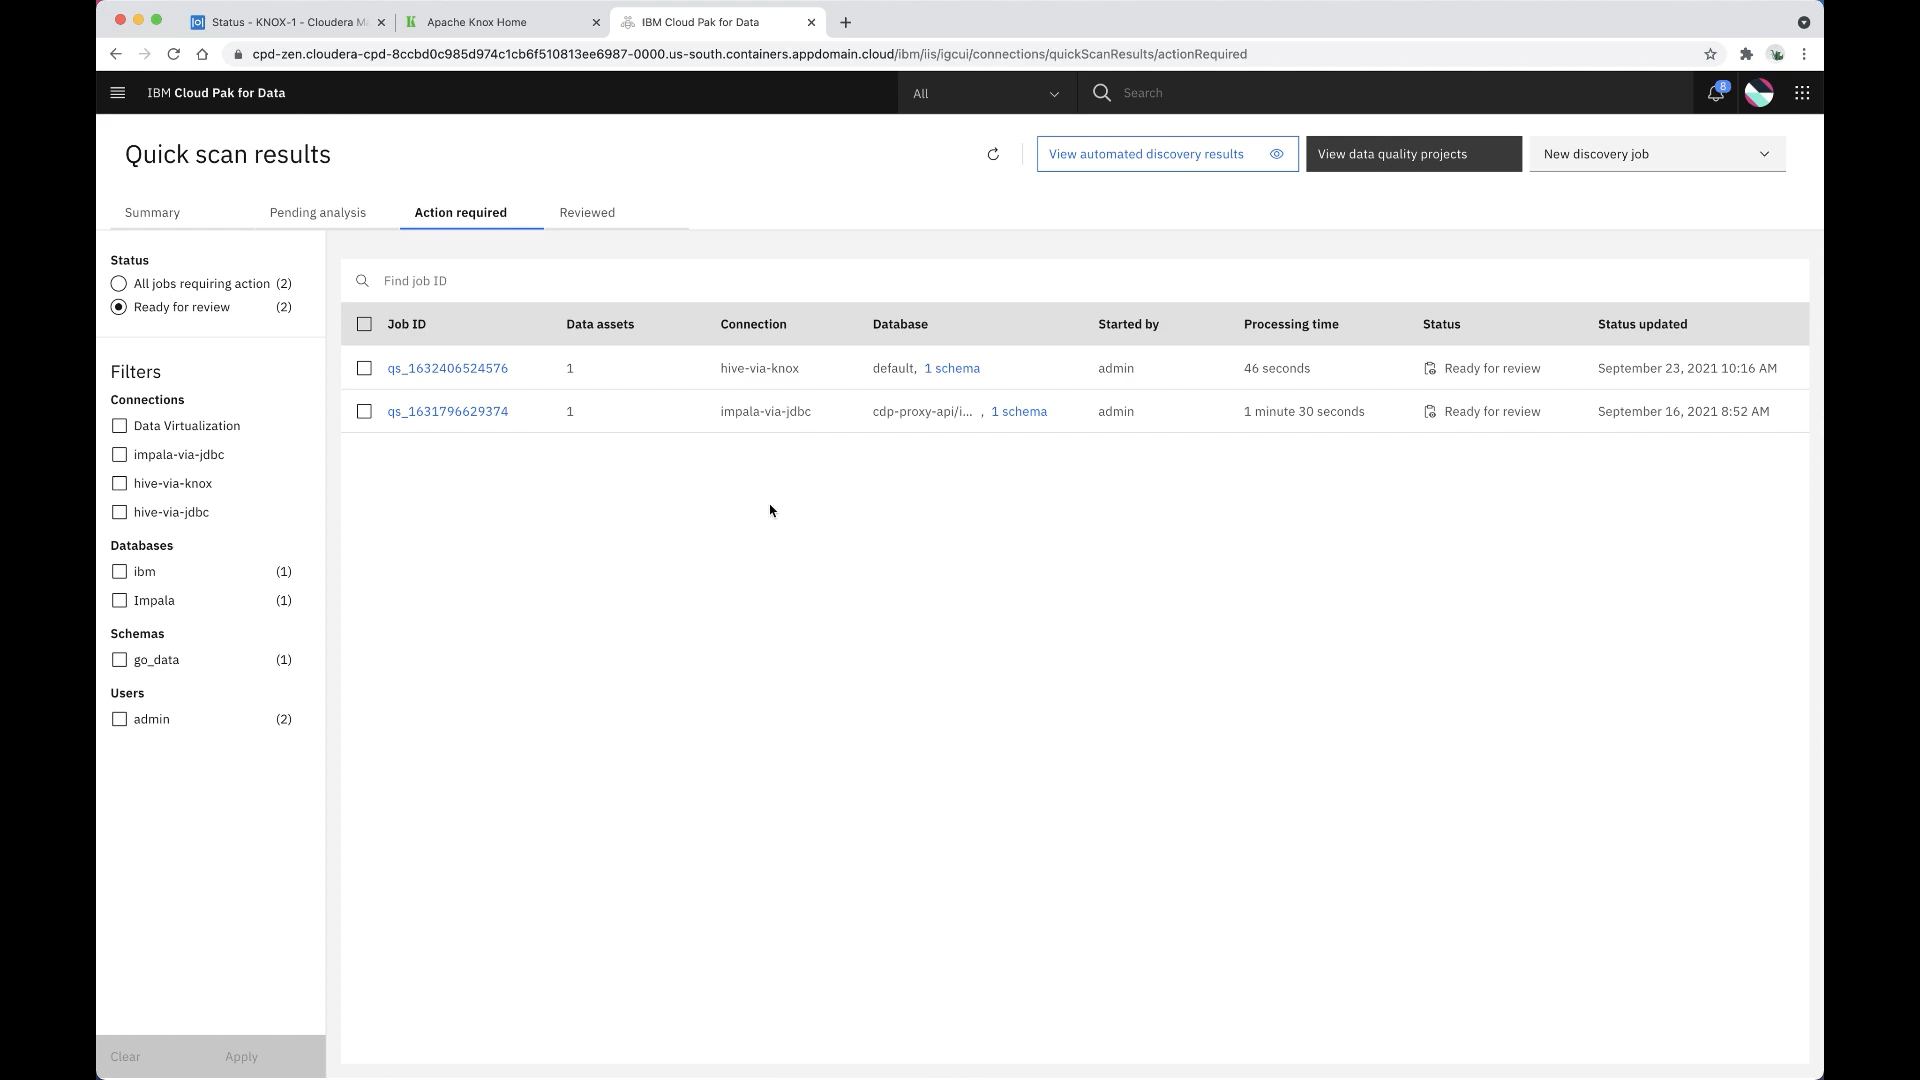 Status - KNOX-1 - Cloudera Ma
Apache Knox Home
IBM Cloud Pak for Data
cpd-zen.cloudera-cpd-8ccbd0c985d974c1cb6f510813ee6987-0000.us-south.containers.appdomain.cloud/ibm/iis/igcui/connections/quickScanResults/actionRequired
IBM Cloud Pak for Data
All
Search
8
Quick scan results
View automated discovery results
View data quality projects
New discovery job
Summary
Pending analysis
Action required
Reviewed
Status
All jobs requiring action (2)
Ready for review (2)
Filters
Connections
Data Virtualization
impala-via-jdbc
hive-via-knox
hive-via-jdbc
Databases
ibm (1)
Impala (1)
Schemas
go_data (1)
Users
admin (2)
Clear
Apply
Find job ID
Job ID Data assets Connection Database Started by Processing time Status Status updated
qs_1632406524576 1 hive-via-knox default, 1 schema admin 46 seconds Ready for review September 23, 2021 10:16 AM
qs_1631796629374 1 impala-via-jdbc cdp-proxy-api/i... , 1 schema admin 1 minute 30 seconds Ready for review September 16, 2021 8:52 AM